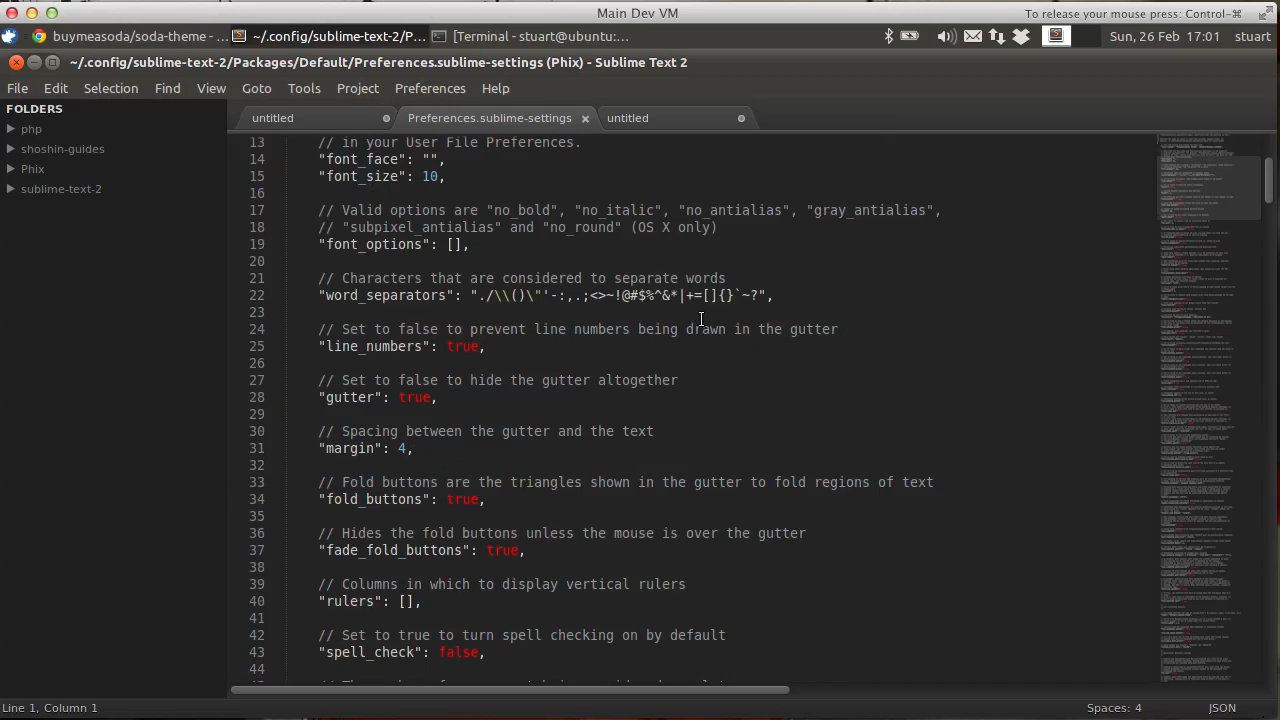 Main Dev VM
To release your mouse press: Control-⌘
buymeasoda/soda-theme - ...
~/.config/sublime-text-2/P...
[Terminal - stuart@ubuntu:...
Sun, 26 Feb 17:01
stuart
~/.config/sublime-text-2/Packages/Default/Preferences.sublime-settings (Phix) - Sublime Text 2
File Edit Selection Find View Goto Tools Project Preferences Help
FOLDERS
php
shoshin-guides
Phix
sublime-text-2
untitled
Preferences.sublime-settings
untitled
13 // in your User File Preferences.
14 "font_face": "",
15 "font_size": 10,
16
17 // Valid options are "no_bold", "no_italic", "no_antialias", "gray_antialias",
18 // "subpixel_antialias" and "no_round" (OS X only)
19 "font_options": [],
20
21 // Characters that are considered to separate words
22 "word_separators": "./\\()\"'-:,.;<>~!@#$%^&*|+=[]{}`~?",
23
24 // Set to false to prevent line numbers being drawn in the gutter
25 "line_numbers": true,
26
27 // Set to false to hide the gutter altogether
28 "gutter": true,
29
30 // Spacing between the gutter and the text
31 "margin": 4,
32
33 // Fold buttons are the triangles shown in the gutter to fold regions of text
34 "fold_buttons": true,
35
36 // Hides the fold buttons unless the mouse is over the gutter
37 "fade_fold_buttons": true,
38
39 // Columns in which to display vertical rulers
40 "rulers": [],
41
42 // Set to true to turn spell checking on by default
43 "spell_check": false,
44
Line 1, Column 1
Spaces: 4
JSON